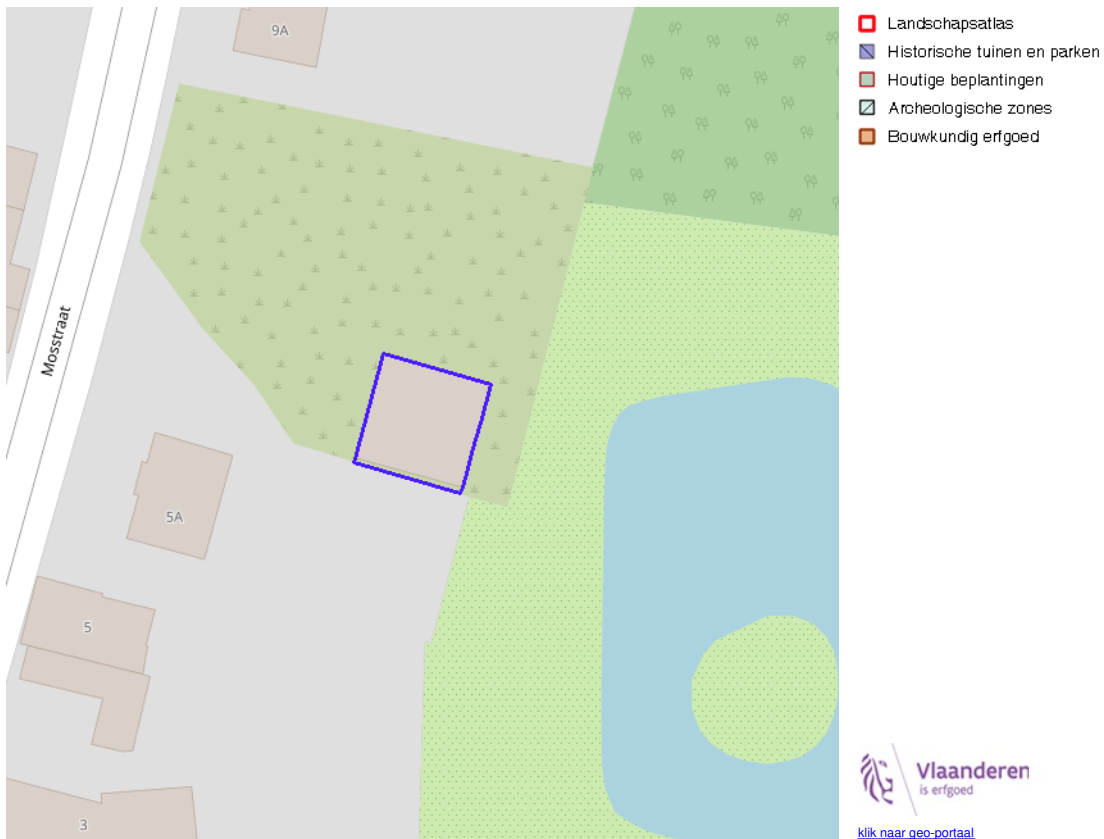 9A
Mosstraat
5A
5
3
Landschapsatlas
Historische tuinen en parken
Houtige beplantingen
Archeologische zones
Bouwkundig erfgoed
Vlaanderen
is erfgoed
klik naar geo-portaal